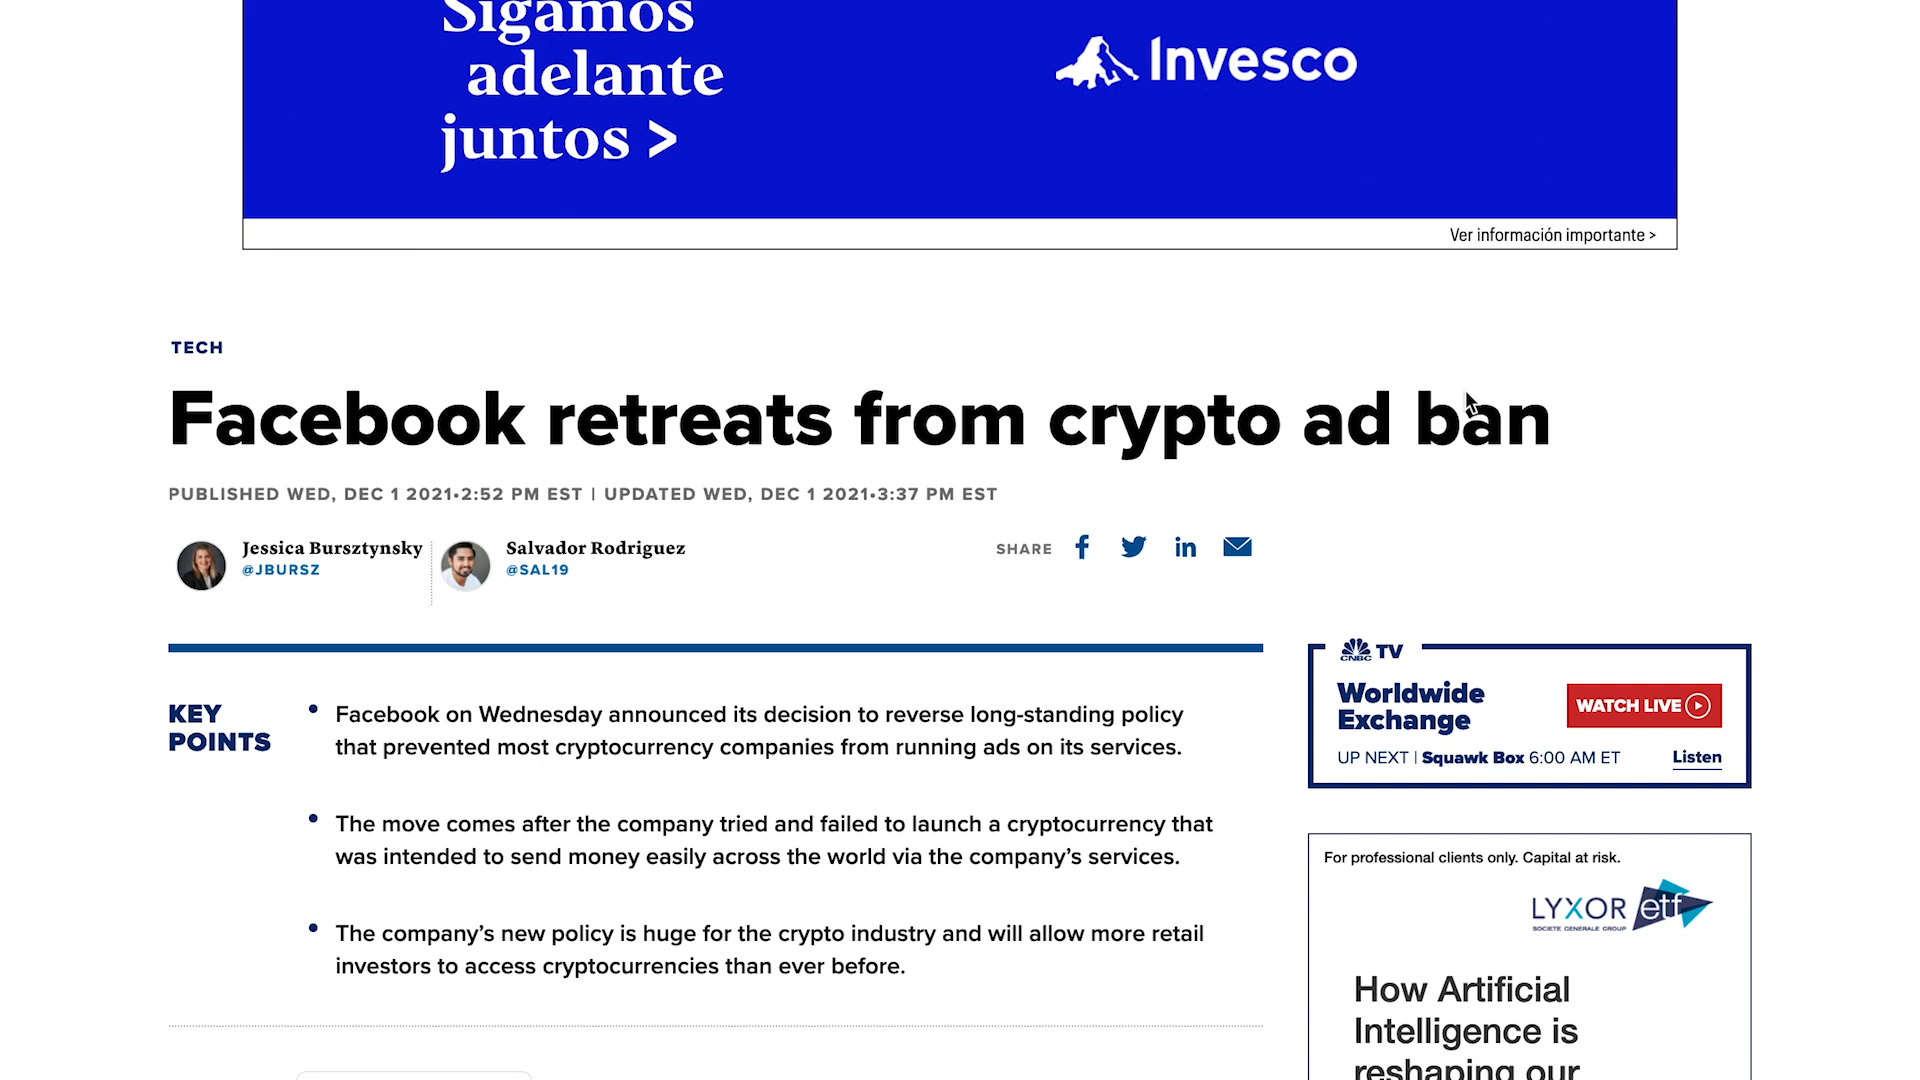 Sigamos
adelante
juntos >
Invesco
Ver información importante >
TECH
Facebook retreats from crypto ad ban
PUBLISHED WED, DEC 1 2021•2:52 PM EST | UPDATED WED, DEC 1 2021•3:37 PM EST
Jessica Bursztynsky
@JBURSZ
Salvador Rodriguez
@SAL19
SHARE
KEY
POINTS
• Facebook on Wednesday announced its decision to reverse long-standing policy
that prevented most cryptocurrency companies from running ads on its services.
• The move comes after the company tried and failed to launch a cryptocurrency that
was intended to send money easily across the world via the company’s services.
• The company’s new policy is huge for the crypto industry and will allow more retail
investors to access cryptocurrencies than ever before.
CNBC TV
Worldwide
Exchange
WATCH LIVE
UP NEXT | Squawk Box 6:00 AM ET
Listen
For professional clients only. Capital at risk.
LYXOR etf
SOCIETE GENERALE GROUP
How Artificial
Intelligence is
reshaping our